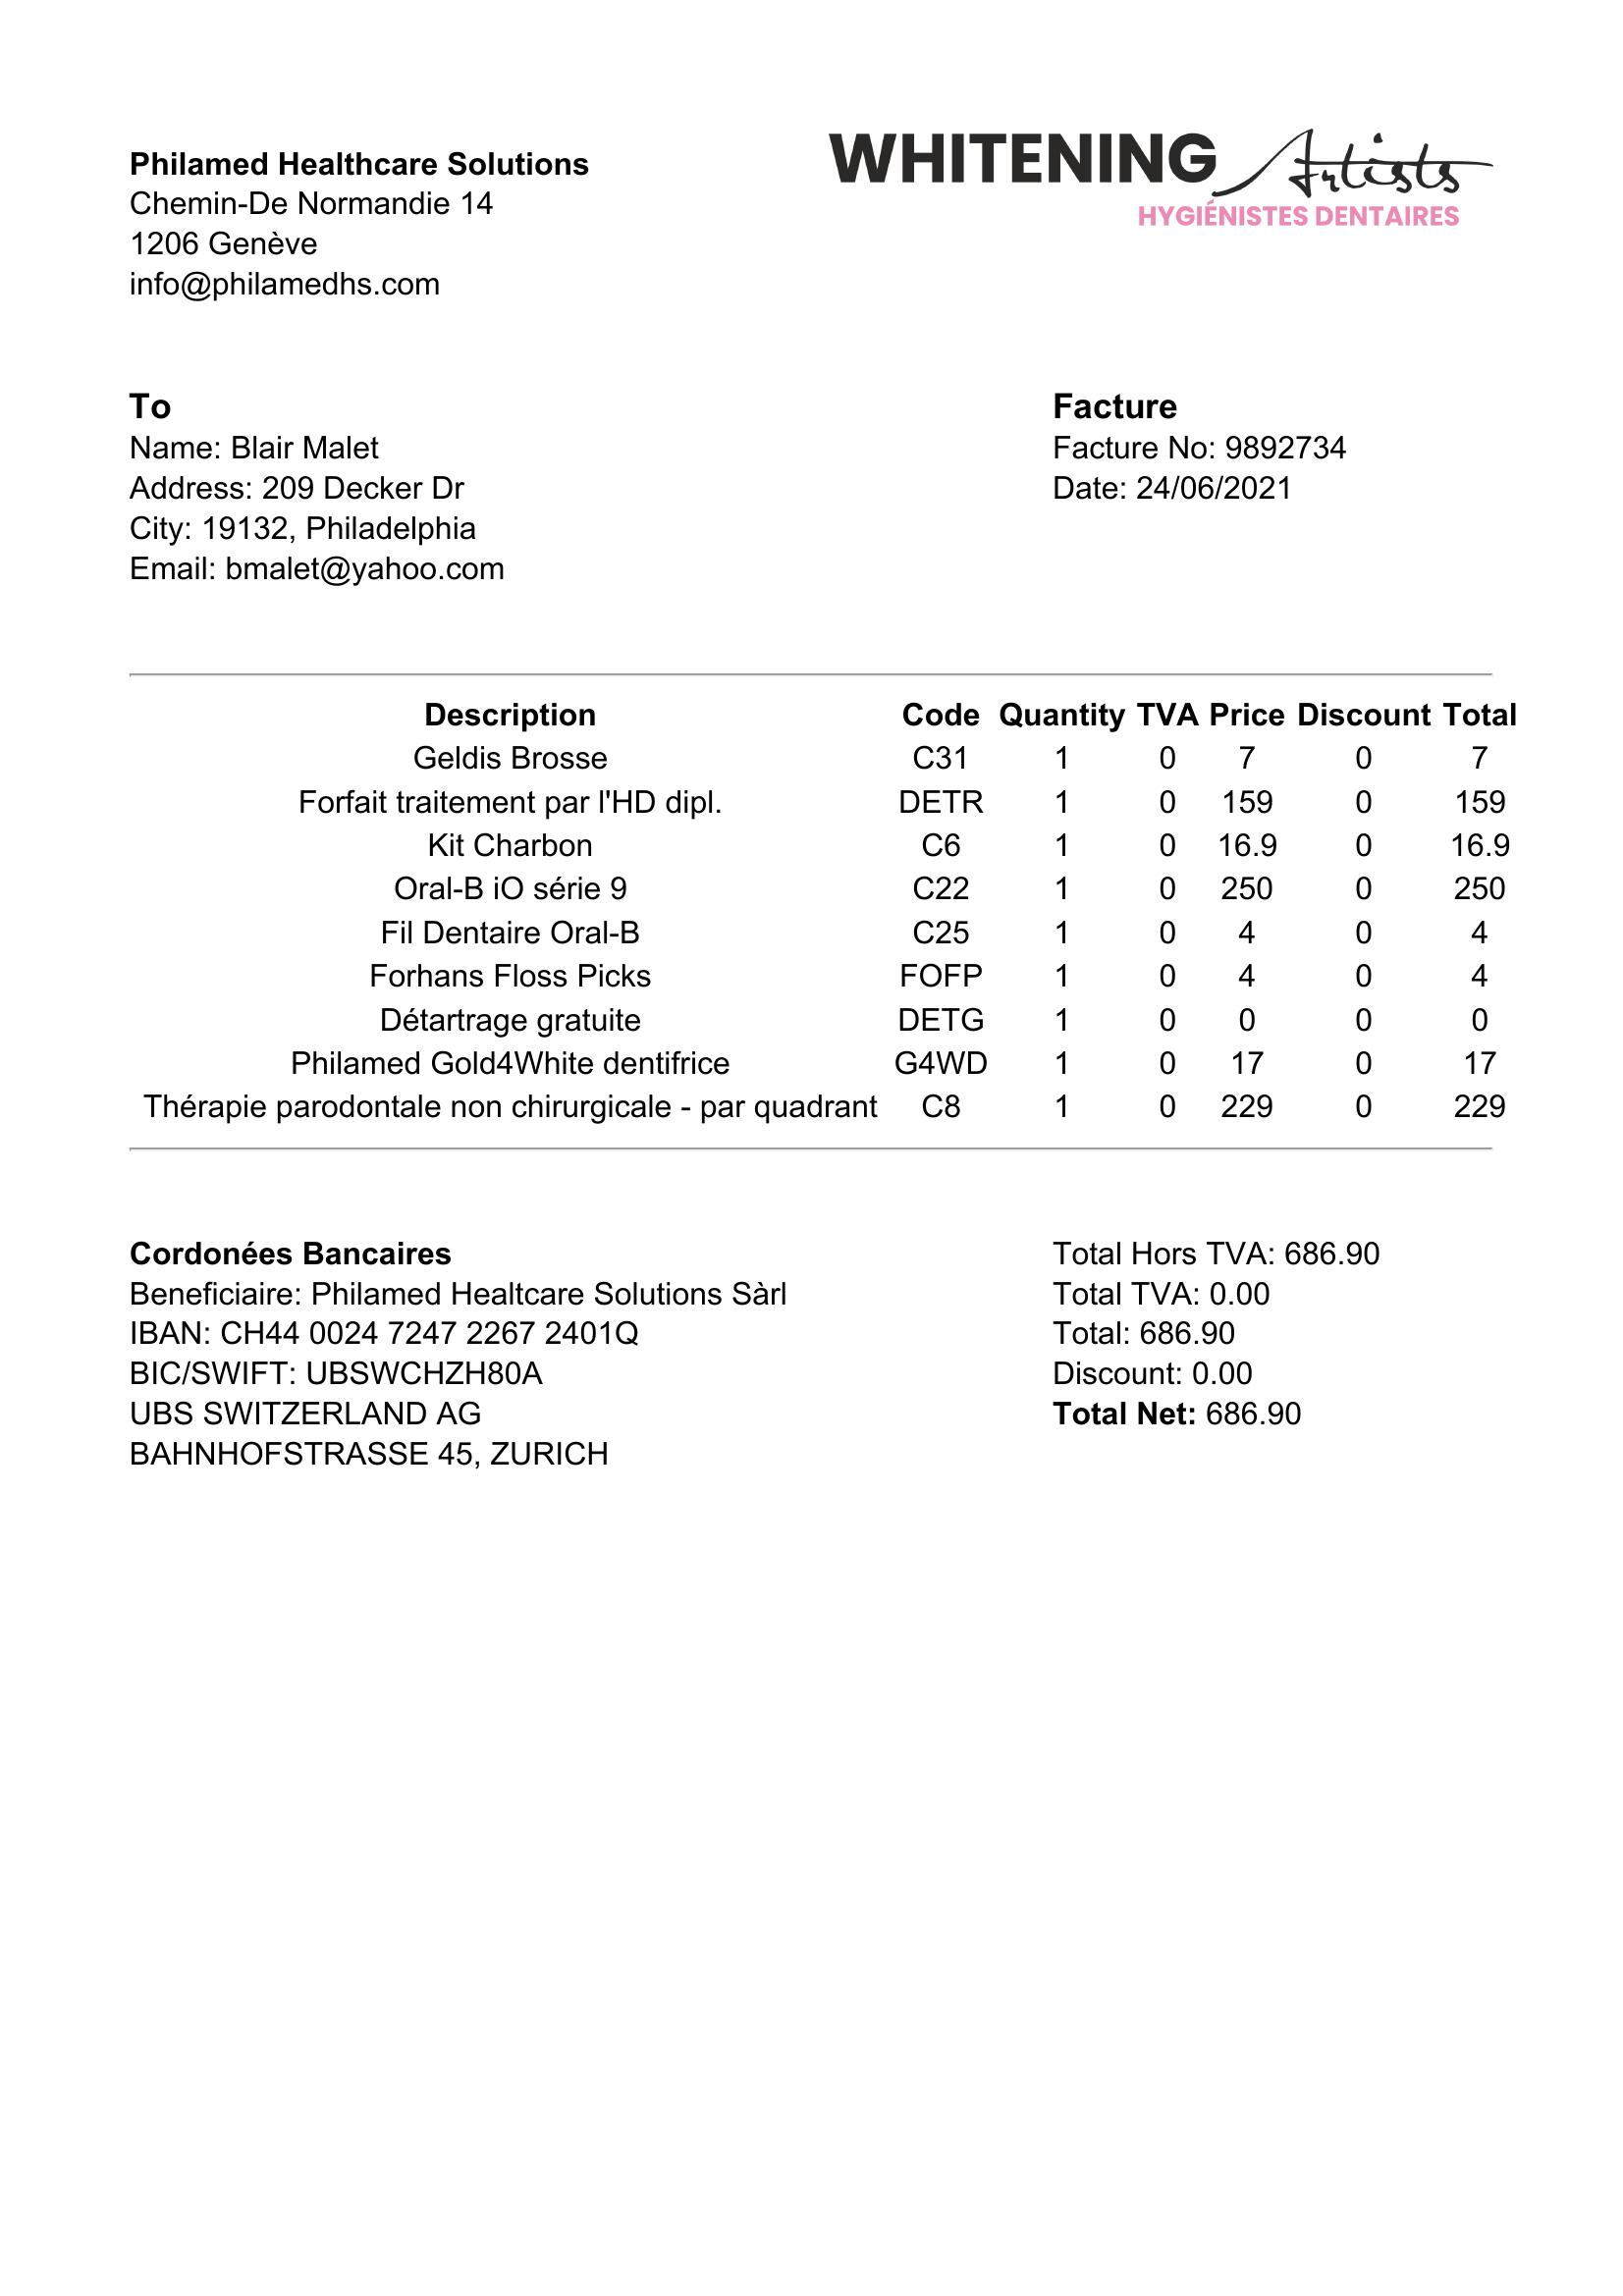 Philamed Healthcare Solutions
Chemin-De Normandie 14
1206 Genève
info@philamedhs.com
WHITENING Artists
HYGIÉNISTES DENTAIRES
To
Name: Blair Malet
Address: 209 Decker Dr
City: 19132, Philadelphia
Email: bmalet@yahoo.com
Facture
Facture No: 9892734
Date: 24/06/2021
Description Code Quantity TVA Price Discount Total
Geldis Brosse C31 1 0 7 0 7
Forfait traitement par l'HD dipl. DETR 1 0 159 0 159
Kit Charbon C6 1 0 16.9 0 16.9
Oral-B iO série 9 C22 1 0 250 0 250
Fil Dentaire Oral-B C25 1 0 4 0 4
Forhans Floss Picks FOFP 1 0 4 0 4
Détartrage gratuite DETG 1 0 0 0 0
Philamed Gold4White dentifrice G4WD 1 0 17 0 17
Thérapie parodontale non chirurgicale - par quadrant C8 1 0 229 0 229
Cordonées Bancaires
Beneficiaire: Philamed Healtcare Solutions Sàrl
IBAN: CH44 0024 7247 2267 2401Q
BIC/SWIFT: UBSWCHZH80A
UBS SWITZERLAND AG
BAHNHOFSTRASSE 45, ZURICH
Total Hors TVA: 686.90
Total TVA: 0.00
Total: 686.90
Discount: 0.00
Total Net: 686.90